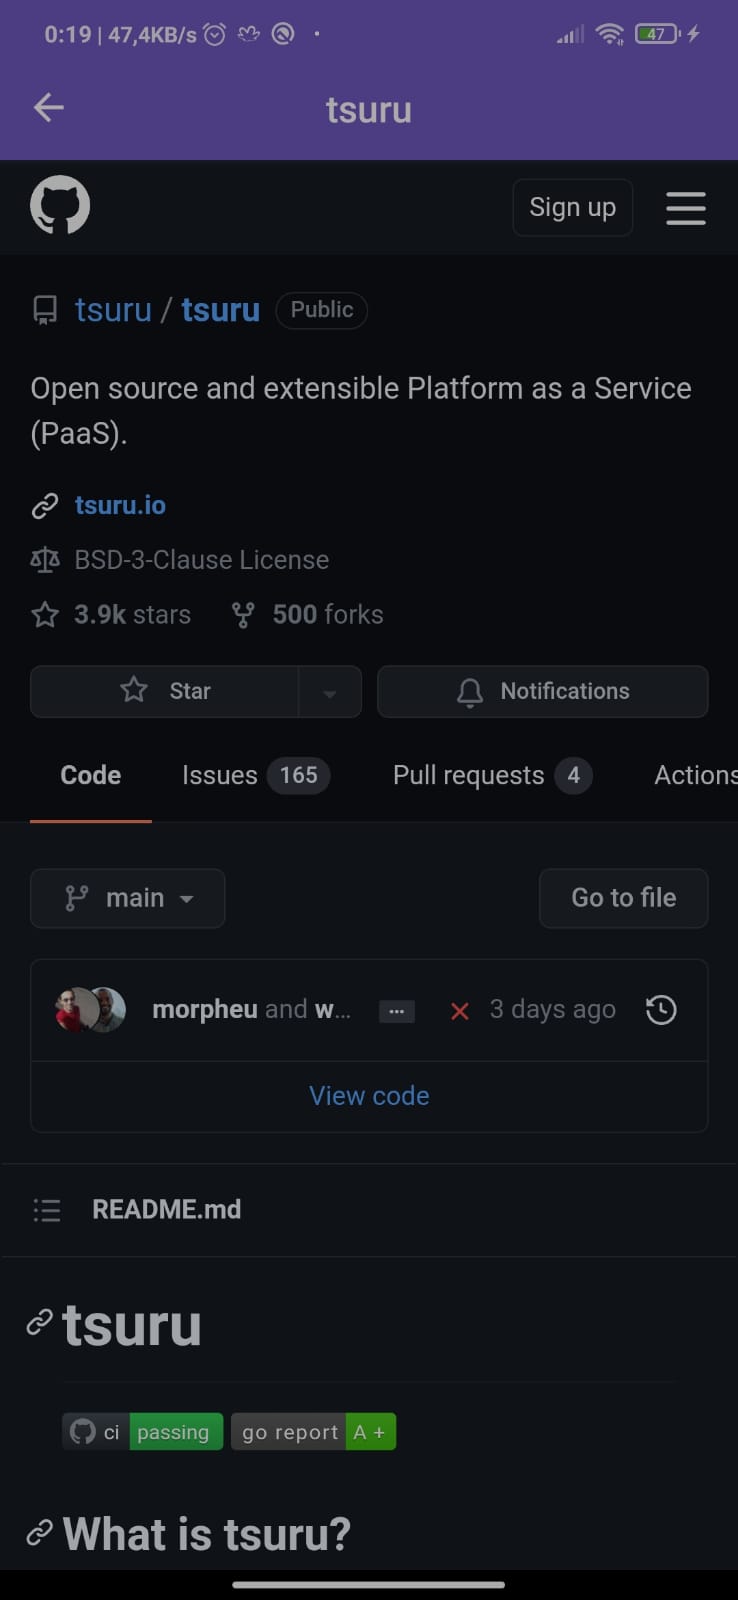 0:19 | 47,4KB/s
47
tsuru
Sign up
tsuru / tsuru Public
Open source and extensible Platform as a Service
(PaaS).
tsuru.io
BSD-3-Clause License
3.9k stars 500 forks
Star Notifications
Code Issues 165 Pull requests 4 Actions
main Go to file
morpheu and w... ... 3 days ago
View code
README.md
tsuru
ci passing go report A +
What is tsuru?